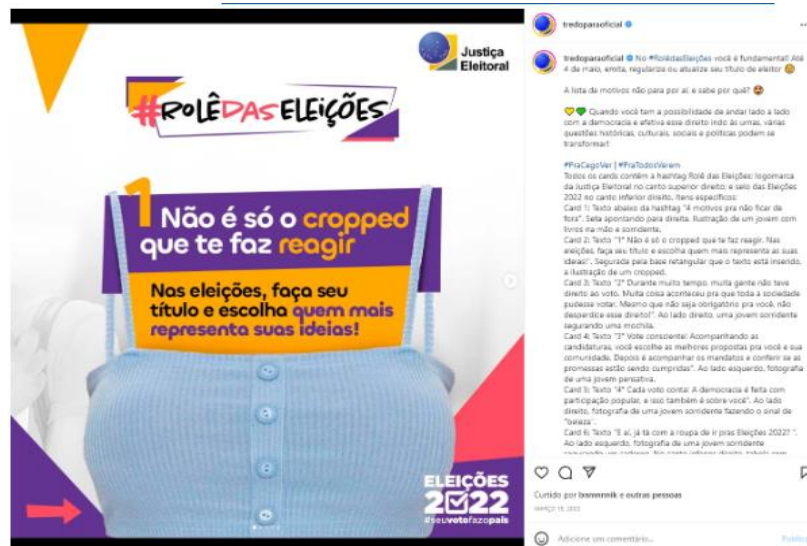 Justiça
Eleitoral
#ROLÊDAS ELEIÇÕES
1 Não é só o cropped
que te faz reagir
Nas eleições, faça seu
título e escolha quem mais
representa suas ideias!
ELEIÇÕES
2022
#seuvotofazopaís
tredoparaoficial
tredoparaoficial No #RolêdasEleições você é fundamental! Até
4 de maio, emita, regularize ou atualize seu título de eleitor
A lista de motivos não para por aí, e sabe por quê?
Quando você tem a possibilidade de andar lado a lado
com a democracia e efetiva esse direito indo às urnas, várias
questões históricas, culturais, sociais e políticas podem se
transformar!
#PraCegoVer | #PraTodosVerem
Todos os cards contém a hashtag Rolê das Eleições; logomarca
da Justiça Eleitoral no canto superior direito; e selo das Eleições
2022 no canto inferior direito. Itens específicos:
Card 1: Texto abaixo da hashtag "4 motivos pra não ficar de
fora". Seta apontando para direita. Ilustração de um jovem com
livros na mão e sorridente.
Card 2: Texto "1" Não é só o cropped que te faz reagir. Nas
eleições, faça seu título e escolha quem mais representa as suas
ideias!". Segurada pela base retangular que o texto está inserido,
a ilustração de um cropped.
Card 3: Texto "2" Durante muito tempo, muita gente não teve
direito ao voto. Muita coisa aconteceu pra que toda a sociedade
pudesse votar. Mesmo que não seja obrigatório pra você, não
desperdice esse direito!". Ao lado direito, uma jovem sorridente
segurando uma mochila.
Card 4: Texto "3" Vote consciente! Acompanhando as
candidaturas, você escolhe as melhores propostas pra você e sua
comunidade. Depois é acompanhar os mandatos e conferir se as
promessas estão sendo cumpridas". Ao lado esquerdo, fotografia
de uma jovem pensativa.
Card 5: Texto "4" Cada voto conta! A democracia é feita com
participação popular, e isso também é sobre você". Ao lado
direito, fotografia de uma jovem sorridente fazendo o sinal de
"beleza".
Card 6: Texto "E aí, já tá com a roupa de ir pras Eleições 2022? ".
Ao lado esquerdo, fotografia de uma jovem sorridente
Curtido por e outras pessoas
MARÇO 15, 2022
Adicione um comentário...